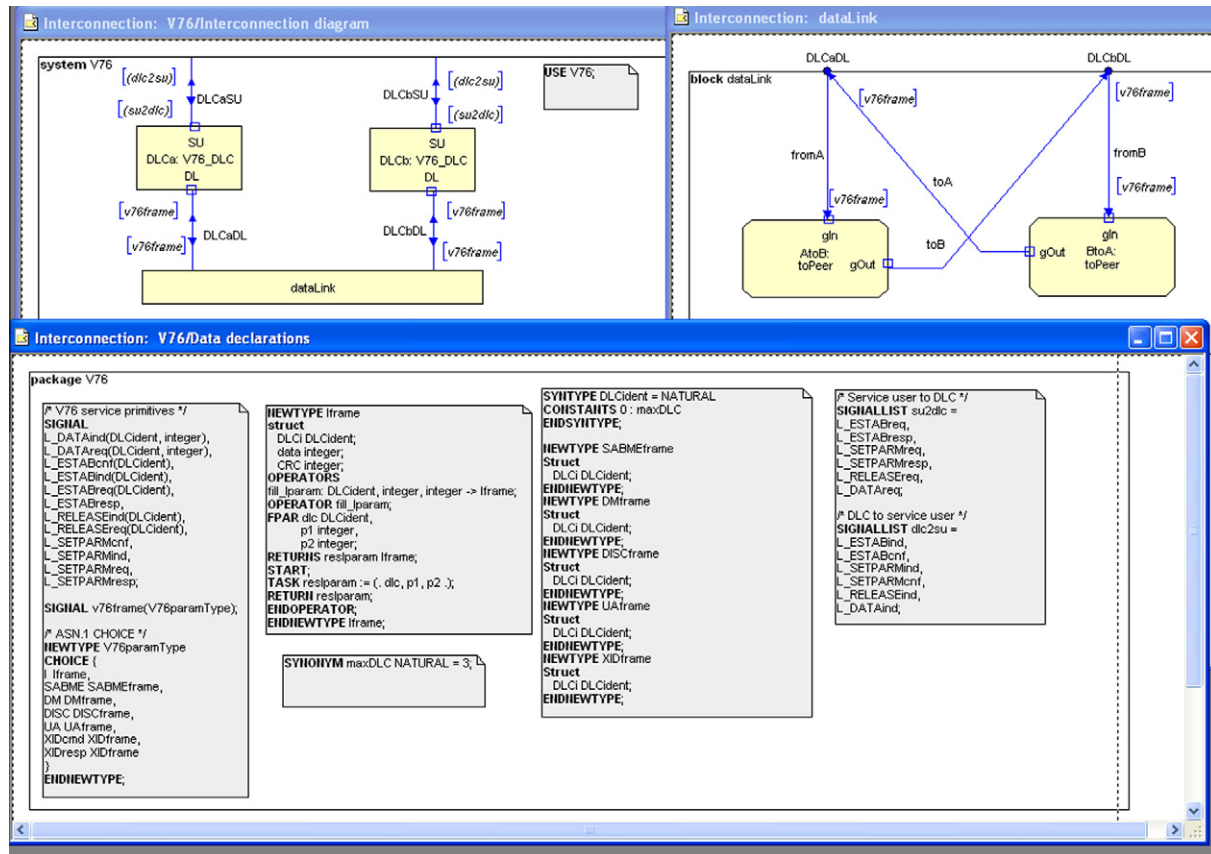 Interconnection: V76/Interconnection diagram
system V76
[(dlc2su)]
DLCaSU
[(su2dlc)]
SU
DLCa: V76_DLC
DL
[v76frame]
[v76frame]
DLCaDL
[(dlc2su)]
DLCbSU
[(su2dlc)]
SU
DLCb: V76_DLC
DL
[v76frame]
DLCbDL
[v76frame]
dataLink
USE V76;
Interconnection: dataLink
DLCaDL
DLCbDL
block dataLink
[v76frame]
[v76frame]
fromA
fromB
toA
[v76frame]
[v76frame]
toB
gIn
AtoB:
toPeer
gOut
gIn
gOut
BtoA:
toPeer
Interconnection: V76/Data declarations
package V76
/* V76 service primitives */
SIGNAL
L_DATAind(DLCident, integer),
L_DATAreq(DLCident, integer),
L_ESTABcnf(DLCident),
L_ESTABind(DLCident),
L_ESTABreq(DLCident),
L_ESTABresp,
L_RELEASEind(DLCident),
L_RELEASEreq(DLCident),
L_SETPARMcnf,
L_SETPARMind,
L_SETPARMreq,
L_SETPARMresp;
SIGNAL v76frame(V76paramType);
/* ASN.1 CHOICE */
NEWTYPE V76paramType
CHOICE {
I Iframe,
SABME SABMEframe,
DM DMframe,
DISC DISCframe,
UA UAframe,
XIDcmd XIDframe,
XIDresp XIDframe
}
ENDNEWTYPE;
NEWTYPE Iframe
struct
DLCi DLCident;
data integer;
CRC integer;
OPERATORS
fill_Iparam: DLCident, integer, integer -> Iframe;
OPERATOR fill_Iparam;
FPAR dlc DLCident,
p1 integer,
p2 integer;
RETURNS resIparam Iframe;
START;
TASK resIparam := (. dlc, p1, p2 .);
RETURN resIparam;
ENDOPERATOR;
ENDNEWTYPE Iframe;
SYNONYM maxDLC NATURAL = 3;
SYNTYPE DLCident = NATURAL
CONSTANTS 0 : maxDLC
ENDSYNTYPE;
NEWTYPE SABMEframe
Struct
DLCi DLCident;
ENDNEWTYPE;
NEWTYPE DMframe
Struct
DLCi DLCident;
ENDNEWTYPE;
NEWTYPE DISCframe
Struct
DLCi DLCident;
ENDNEWTYPE;
NEWTYPE UAframe
Struct
DLCi DLCident;
ENDNEWTYPE;
NEWTYPE XIDframe
Struct
DLCi DLCident;
ENDNEWTYPE;
/* Service user to DLC */
SIGNALLIST su2dlc =
L_ESTABreq,
L_ESTABresp,
L_SETPARMreq,
L_SETPARMresp,
L_RELEASEreq,
L_DATAreq;
/* DLC to service user */
SIGNALLIST dlc2su =
L_ESTABind,
L_ESTABcnf,
L_SETPARMind,
L_SETPARMcnf,
L_RELEASEind,
L_DATAind;